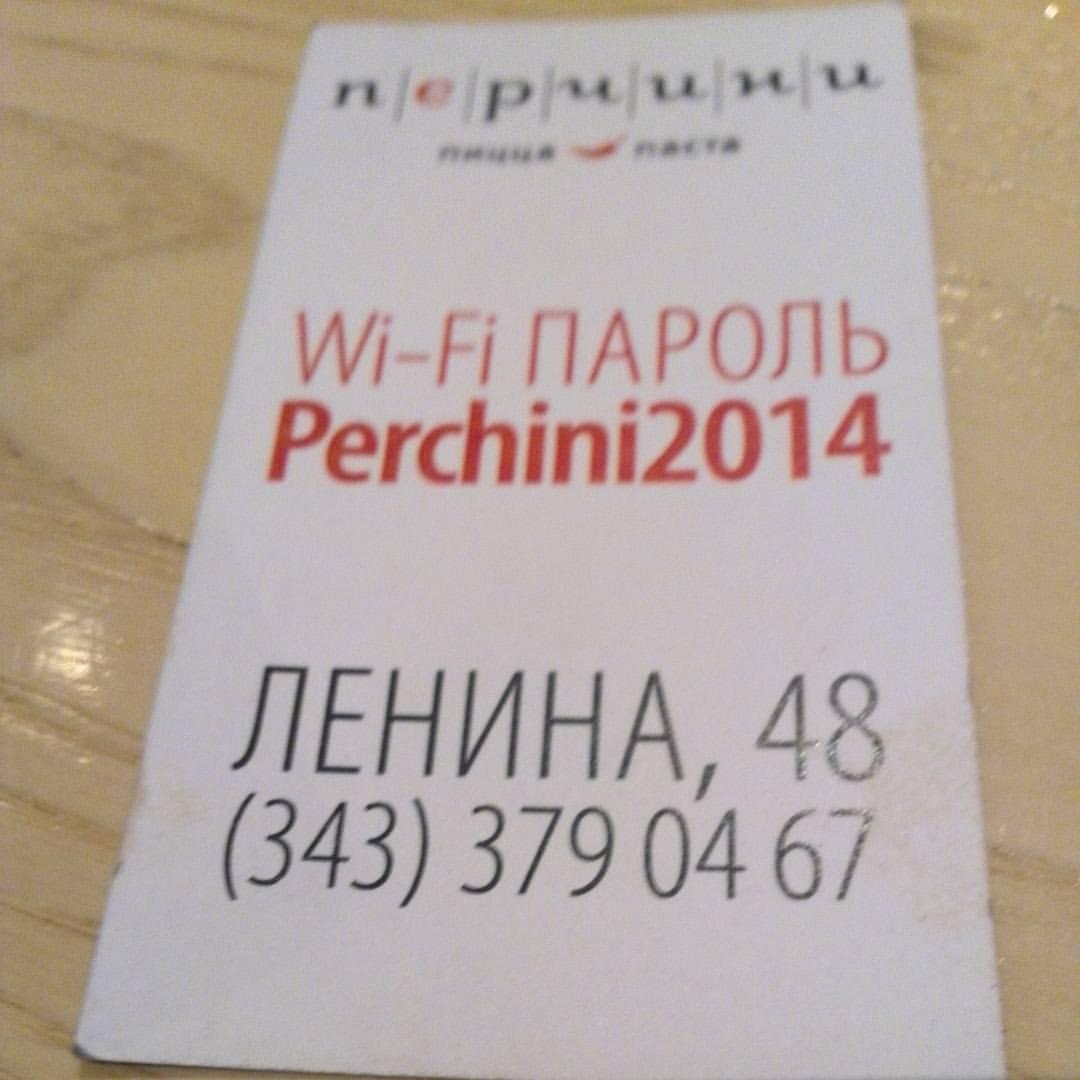 п|е|р|ч|и|н|и
пицца паста
Wi-Fi ПАРОЛЬ
Perchini2014
ЛЕНИНА, 48
(343) 379 04 67